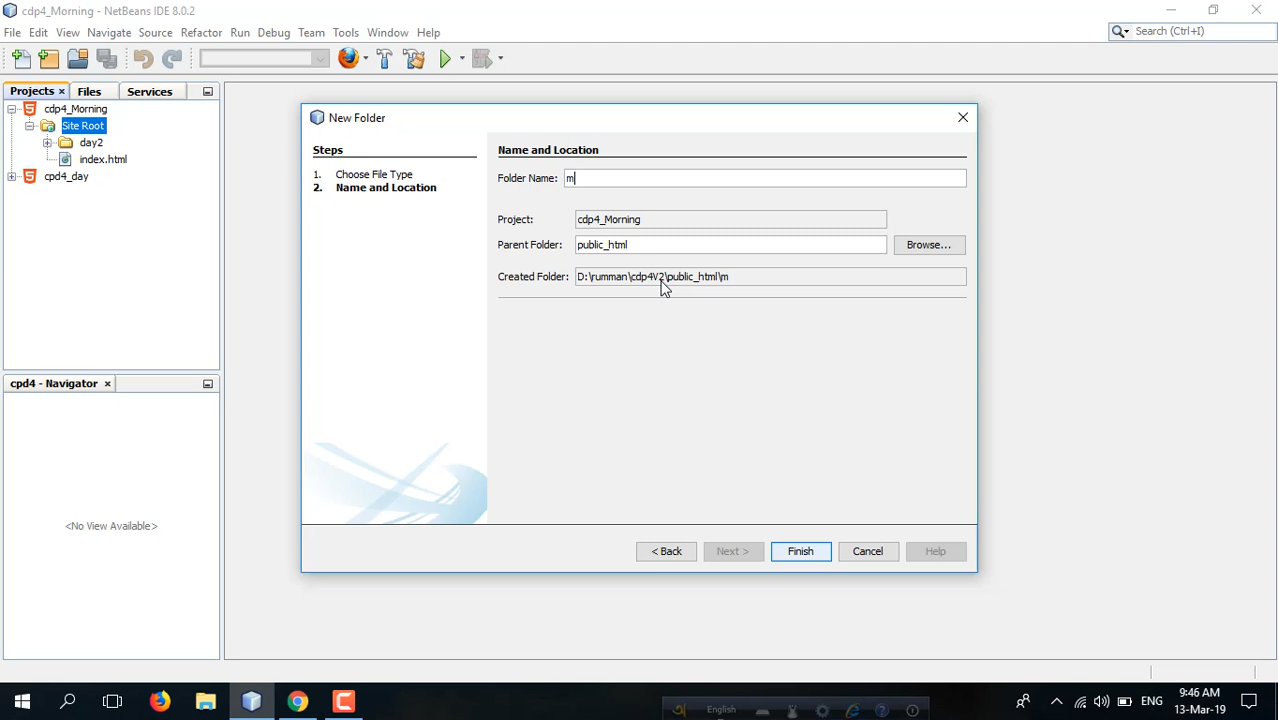 cdp4_Morning - NetBeans IDE 8.0.2
File Edit View Navigate Source Refactor Run Debug Team Tools Window Help
Search (Ctrl+I)
Projects Files Services
cdp4_Morning
Site Root
day2
index.html
cpd4_day
New Folder
Steps
1. Choose File Type
2. Name and Location
Name and Location
Folder Name: m
Project: cdp4_Morning
Parent Folder: public_html Browse...
Created Folder: D:\rumman\cdp4V2\public_html\m
< Back Next > Finish Cancel Help
cpd4 - Navigator
<No View Available>
English
ENG
9:46 AM
13-Mar-19